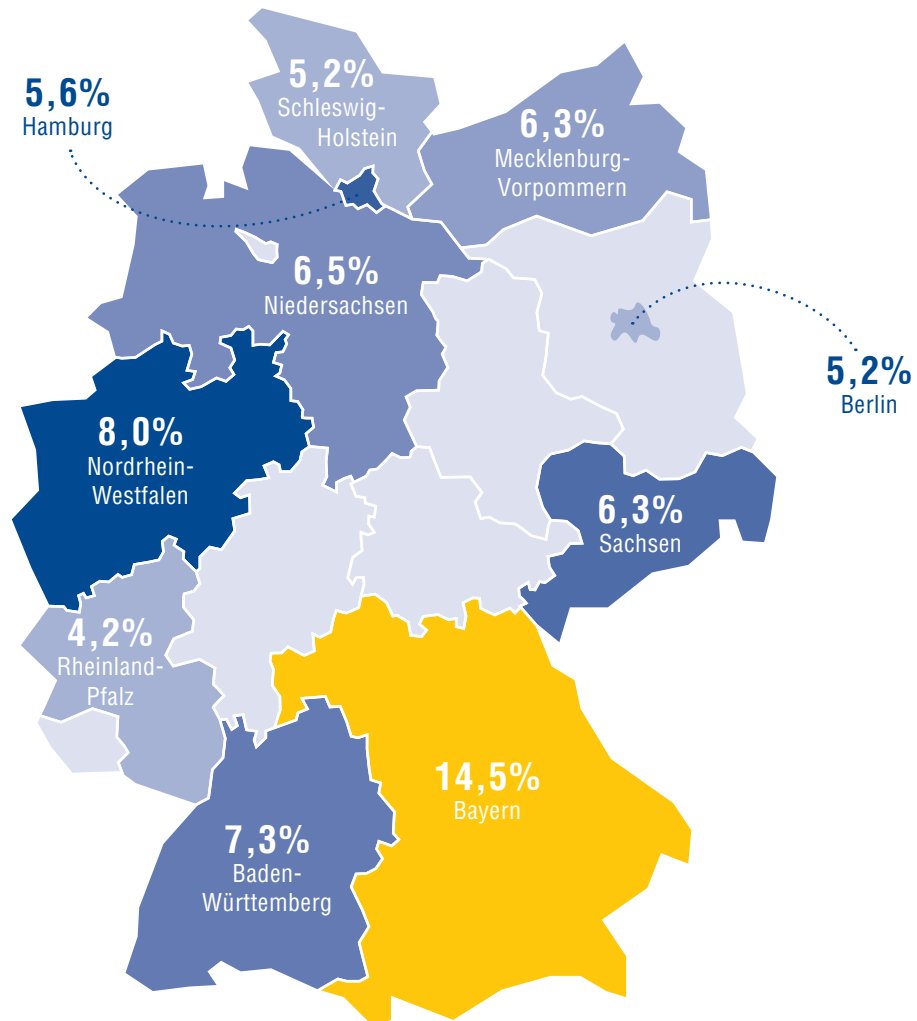 5,2%
Schleswig-
Holstein
5,6%
Hamburg
6,3%
Mecklenburg-
Vorpommern
6,5%
Niedersachsen
5,2%
Berlin
8,0%
Nordrhein-
Westfalen
6,3%
Sachsen
4,2%
Rheinland-
Pfalz
14,5%
Bayern
7,3%
Baden-
Württemberg